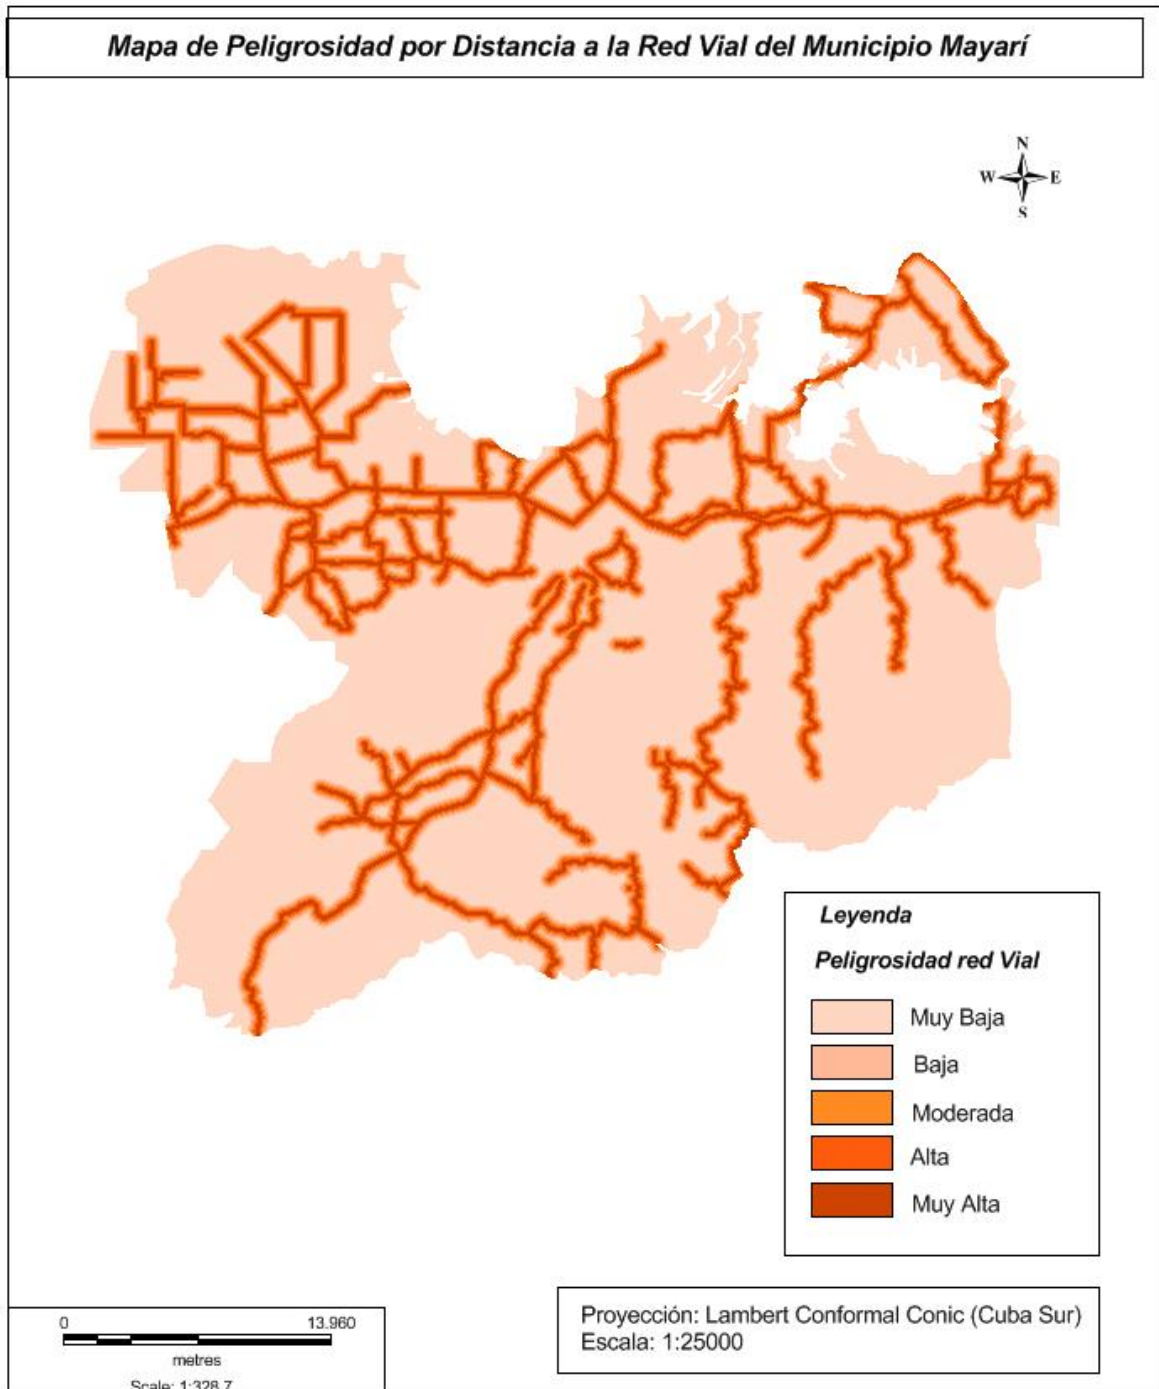 Mapa de Peligrosidad por Distancia a la Red Vial del Municipio Mayarí
N
W E
S
Leyenda
Peligrosidad red Vial
Muy Baja
Baja
Moderada
Alta
Muy Alta
Proyección: Lambert Conformal Conic (Cuba Sur)
Escala: 1:25000
0 13.960
metres
Scale: 1:328.7